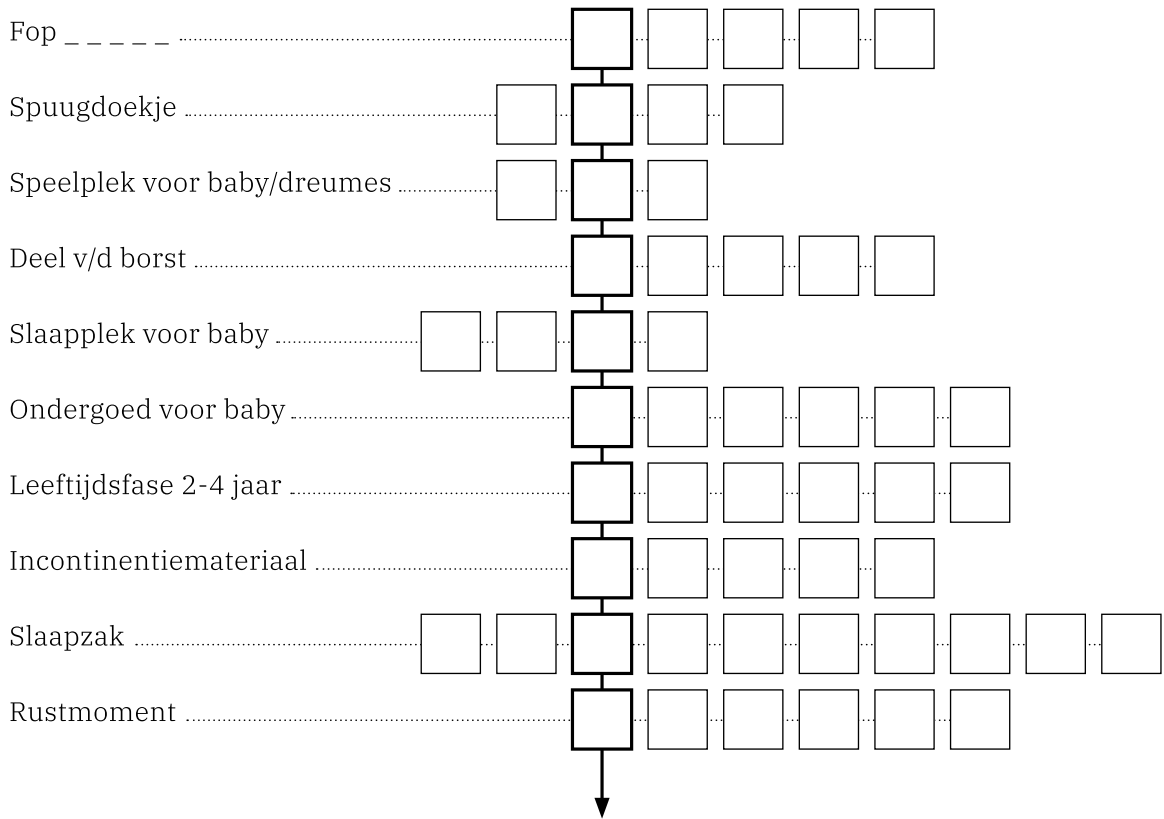 Fop _ _ _ _ _
Spuugdoekje
Speelplek voor baby/dreumes
Deel v/d borst
Slaapplek voor baby
Ondergoed voor baby
Leeftijdsfase 2-4 jaar
Incontinentiemateriaal
Slaapzak
Rustmoment